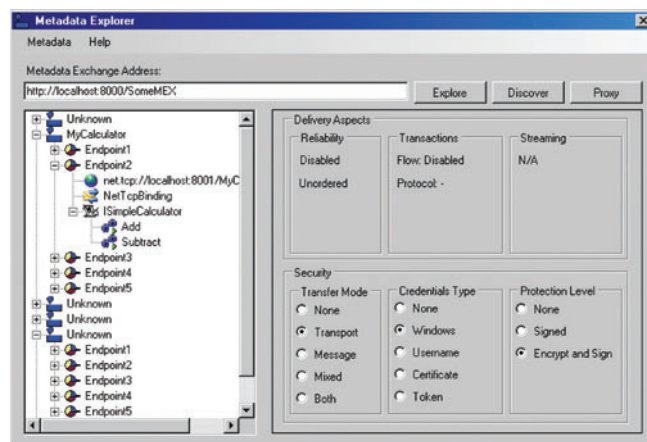 Metadata Explorer
Metadata Help
Metadata Exchange Address:
http://localhost:8000/SomeMEX
Explore Discover Proxy
Unknown
MyCalculator
Endpoint1
Endpoint2
net.tcp://localhost:8001/MyC
NetTcpBinding
ISimpleCalculator
Add
Subtract
Endpoint3
Endpoint4
Endpoint5
Unknown
Unknown
Unknown
Endpoint1
Endpoint2
Endpoint3
Endpoint4
Endpoint5
Delivery Aspects
Reliability
Disabled
Unordered
Transactions
Flow: Disabled
Protocol: -
Streaming
N/A
Security
Transfer Mode
None
Transport
Message
Mixed
Both
Credentials Type
None
Windows
Username
Certificate
Token
Protection Level
None
Signed
Encrypt and Sign